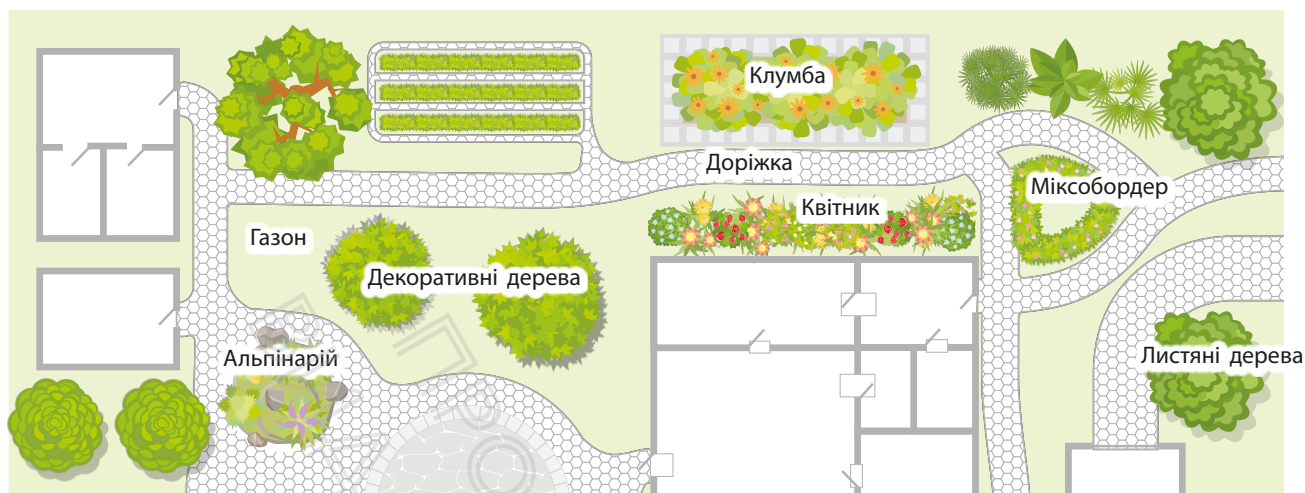 Клумба
Доріжка
Міксобордер
Квітник
Газон
Декоративні дерева
Альпінарій
Листяні дерева